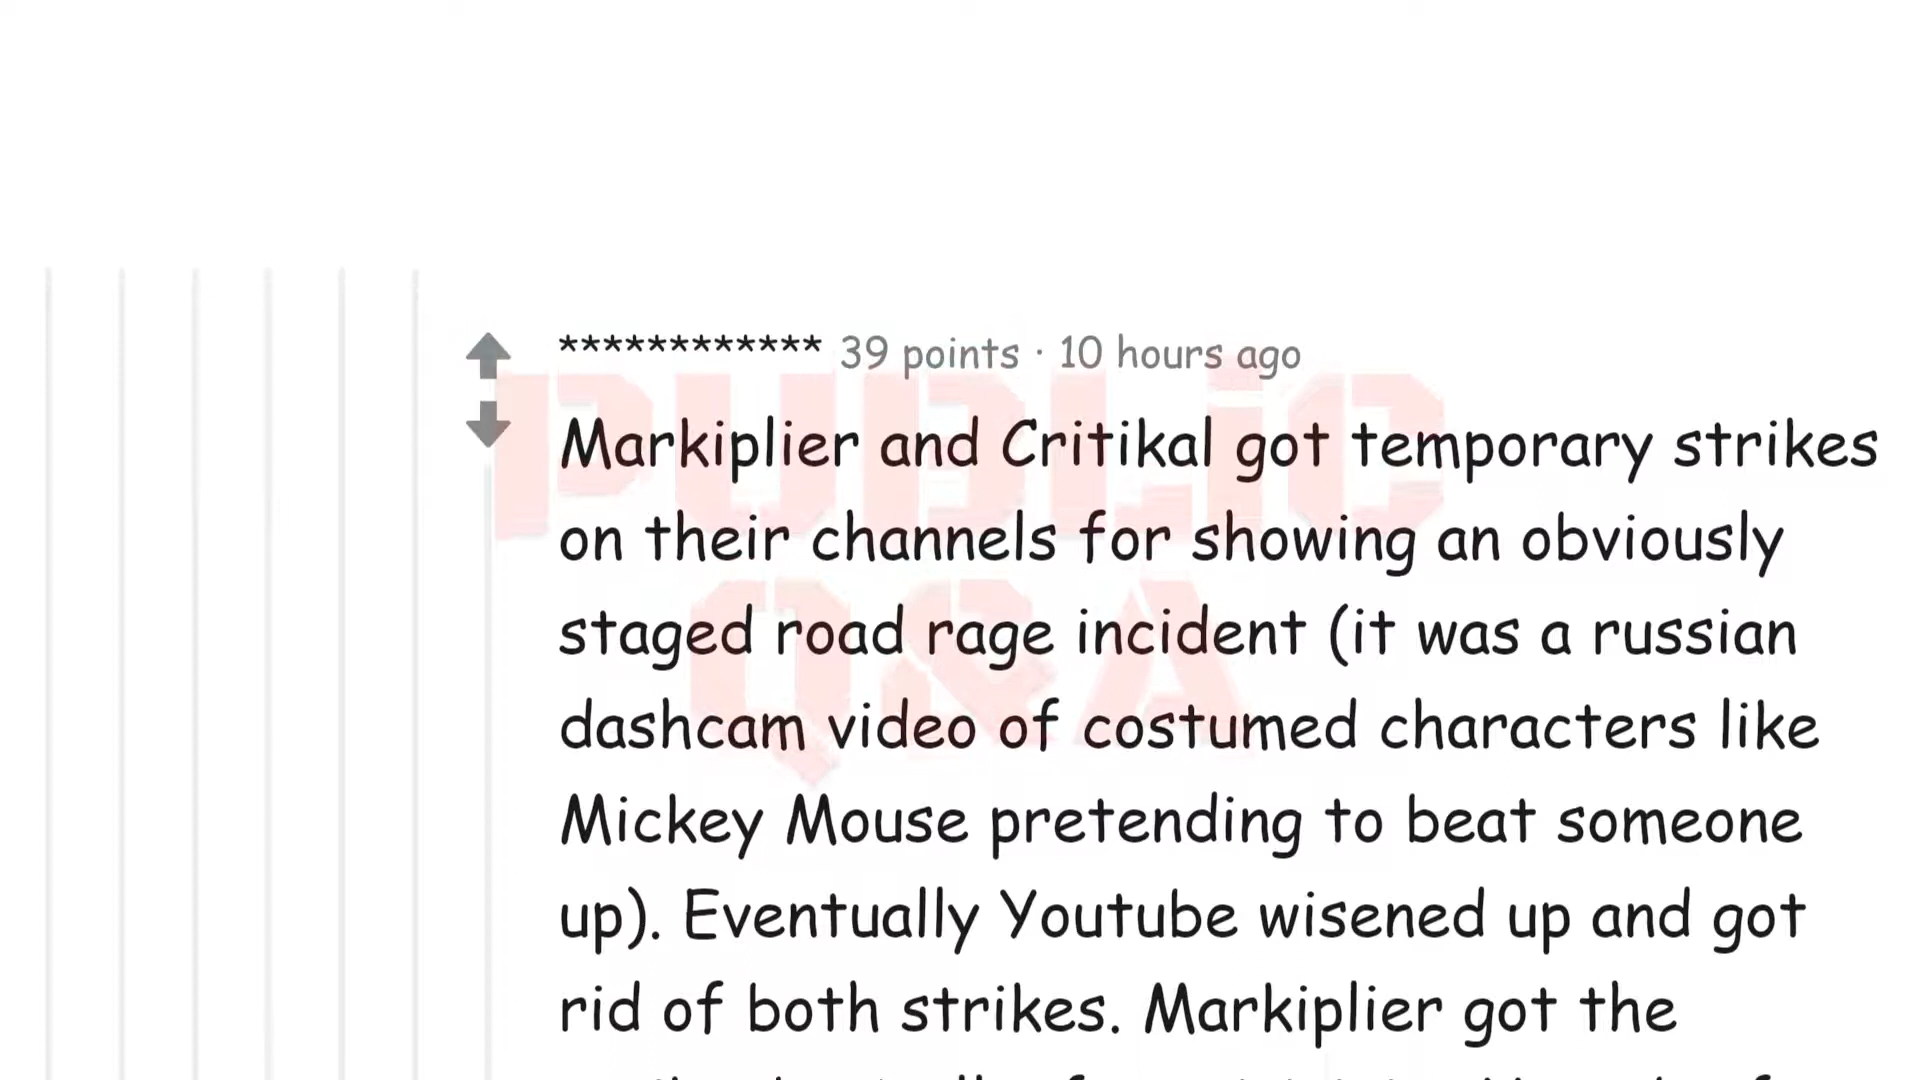 ************ 39 points · 10 hours ago
Markiplier and Critikal got temporary strikes
on their channels for showing an obviously
staged road rage incident (it was a russian
dashcam video of costumed characters like
Mickey Mouse pretending to beat someone
up). Eventually Youtube wisened up and got
rid of both strikes. Markiplier got the
PUBLiC
Q&A